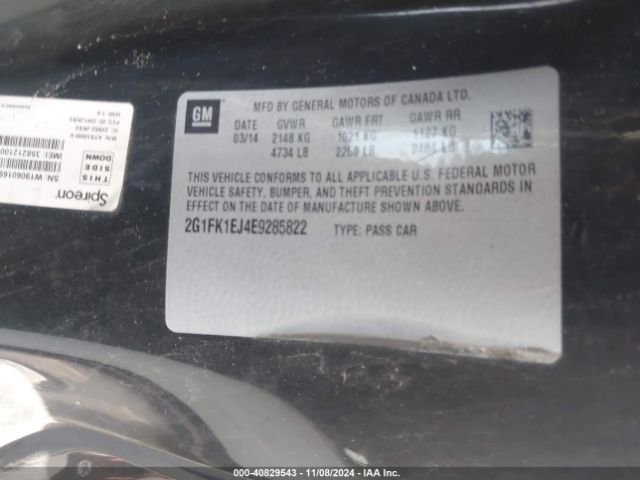 GM
MFD BY GENERAL MOTORS OF CANADA LTD.
DATE GVWR GAWR FRT GAWR RR
03/14 2148 KG 1021 KG 1127 KG
4734 LB 2250 LB 2484 LB
THIS VEHICLE CONFORMS TO ALL APPLICABLE U.S. FEDERAL MOTOR
VEHICLE SAFETY, BUMPER, AND THEFT PREVENTION STANDARDS IN
EFFECT ON THE DATE OF MANUFACTURE SHOWN ABOVE.
2G1FK1EJ4E9285822 TYPE: PASS CAR
Spireon
THIS
SIDE
DOWN
000-40829543 - 11/08/2024 - IAA Inc.